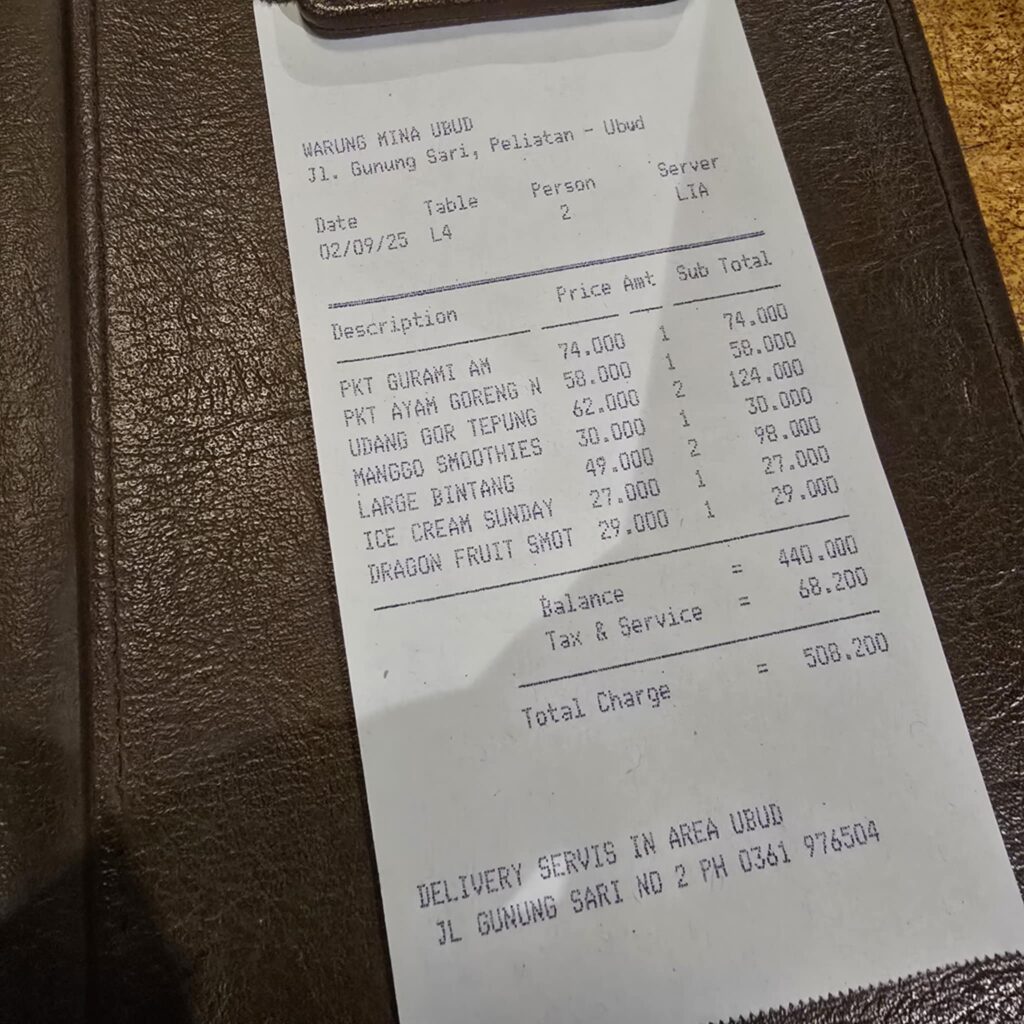 WARUNG MINA UBUD
Jl. Gunung Sari, Peliatan - Ubud
Date Table Person Server
02/09/25 L4 2 LIA
Description Price Amt Sub Total
PKT GURAMI AM 74.000 1 74.000
PKT AYAM GORENG N 58.000 1 58.000
UDANG GOR TEPUNG 62.000 2 124.000
MANGGO SMOOTHIES 30.000 1 30.000
LARGE BINTANG 49.000 2 98.000
ICE CREAM SUNDAY 27.000 1 27.000
DRAGON FRUIT SMOT 29.000 1 29.000
Balance = 440.000
Tax & Service = 68.200
Total Charge = 508.200
DELIVERY SERVIS IN AREA UBUD
JL GUNUNG SARI NO 2 PH 0361 976504